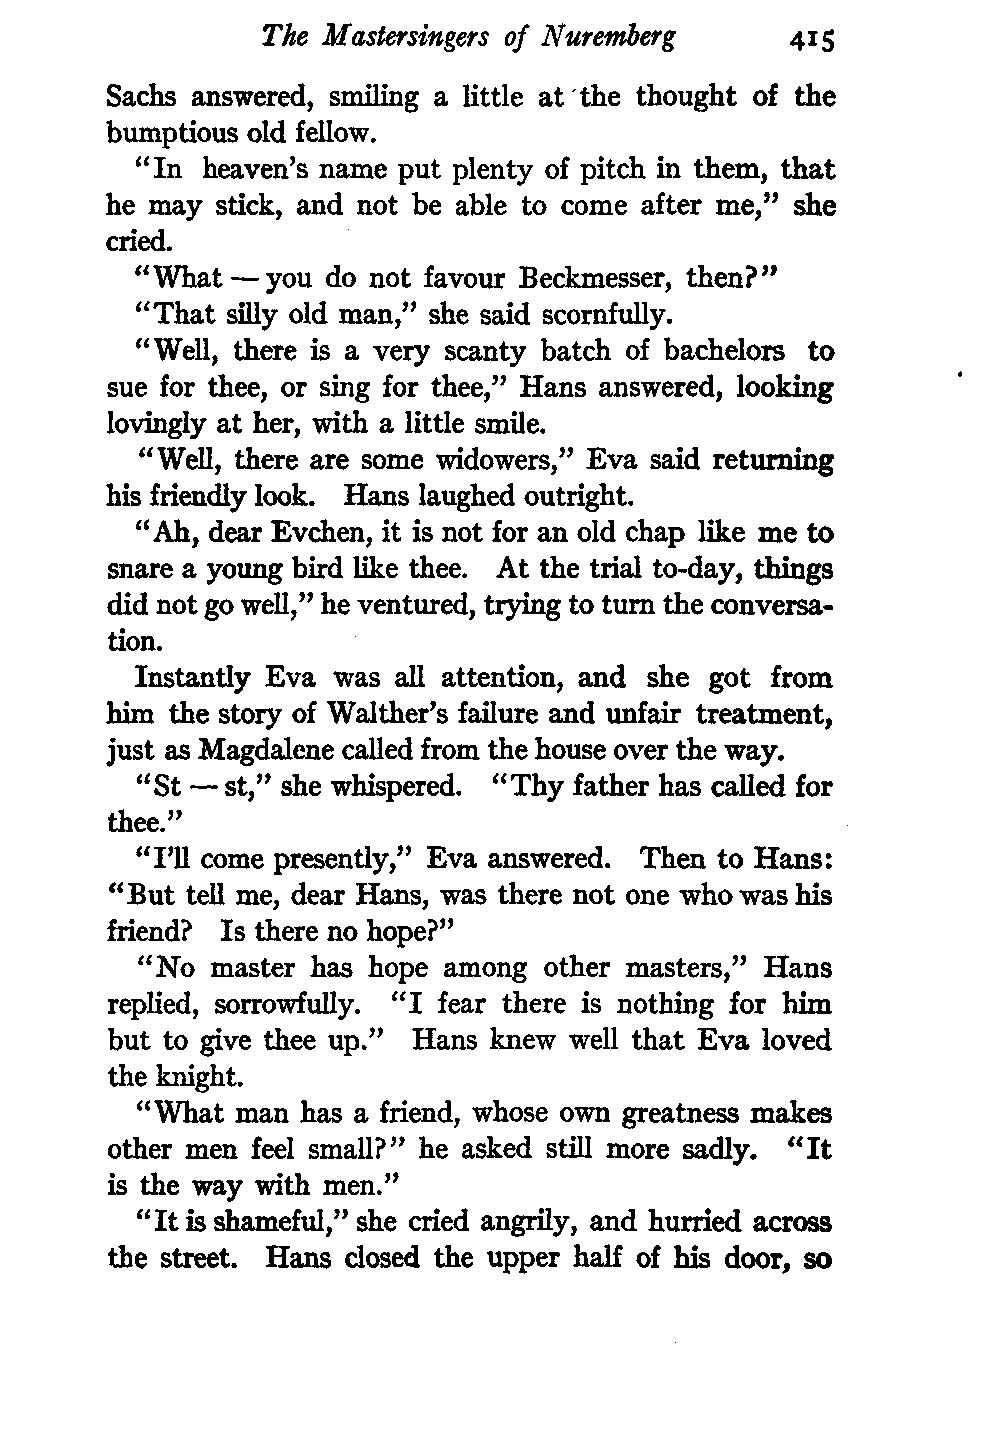 The Mastersingers of Nuremberg 415
Sachs answered, smiling a little at the thought of the
bumptious old fellow.
"In heaven's name put plenty of pitch in them, that
he may stick, and not be able to come after me," she
cried.
"What — you do not favour Beckmesser, then?"
"That silly old man," she said scornfully.
"Well, there is a very scanty batch of bachelors to
sue for thee, or sing for thee," Hans answered, looking
lovingly at her, with a little smile.
"Well, there are some widowers," Eva said returning
his friendly look. Hans laughed outright.
"Ah, dear Evchen, it is not for an old chap like me to
snare a young bird like thee. At the trial to-day, things
did not go well," he ventured, trying to turn the conversa-
tion.
Instantly Eva was all attention, and she got from
him the story of Walther's failure and unfair treatment,
just as Magdalene called from the house over the way.
"St — st," she whispered. "Thy father has called for
thee."
"I'll come presently," Eva answered. Then to Hans:
"But tell me, dear Hans, was there not one who was his
friend? Is there no hope?"
"No master has hope among other masters," Hans
replied, sorrowfully. "I fear there is nothing for him
but to give thee up." Hans knew well that Eva loved
the knight.
"What man has a friend, whose own greatness makes
other men feel small?" he asked still more sadly. "It
is the way with men."
"It is shameful," she cried angrily, and hurried across
the street. Hans closed the upper half of his door, so